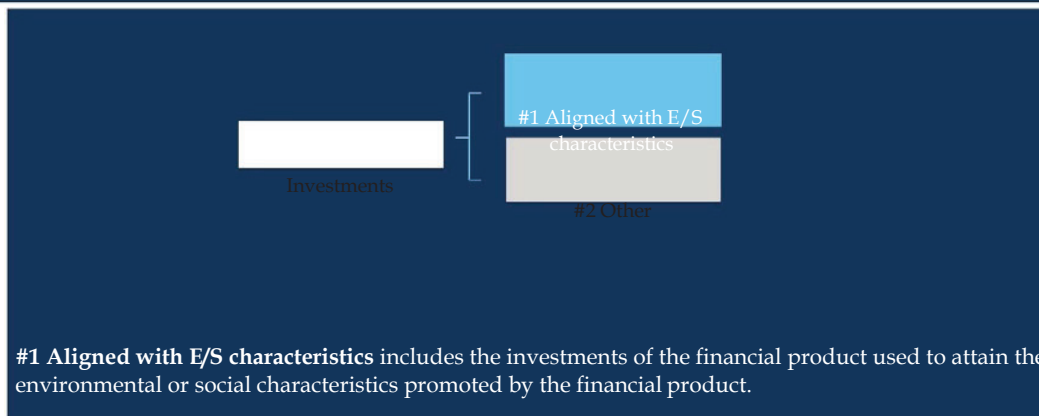 #1 Aligned with E/S
characteristics
Investments
#2 Other
#1 Aligned with E/S characteristics includes the investments of the financial product used to attain the
environmental or social characteristics promoted by the financial product.